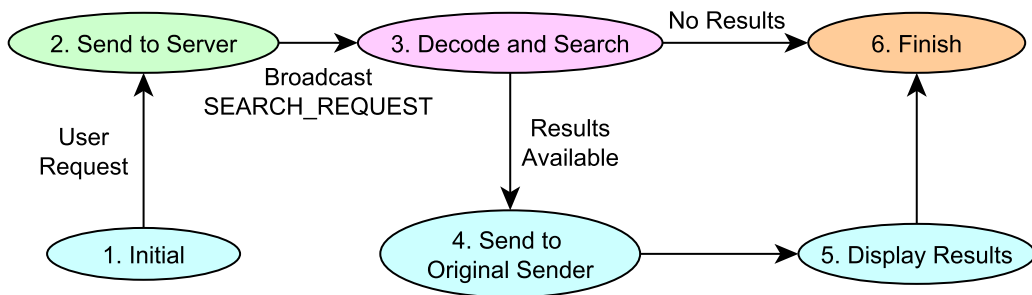 2. Send to Server
3. Decode and Search
No Results
6. Finish
Broadcast
SEARCH_REQUEST
User
Request
Results
Available
1. Initial
4. Send to
Original Sender
5. Display Results